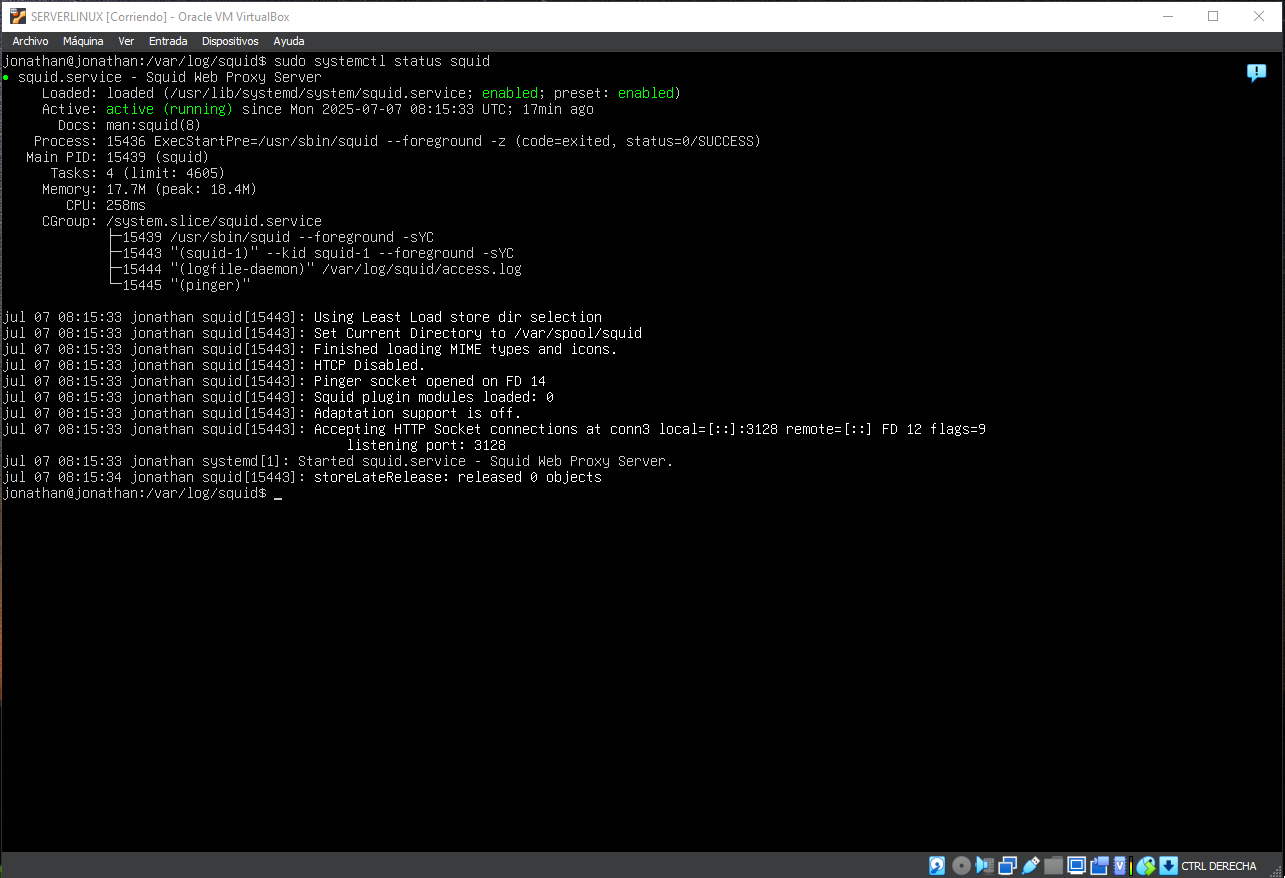 SERVERLINUX [Corriendo] - Oracle VM VirtualBox
Archivo Máquina Ver Entrada Dispositivos Ayuda
jonathan@jonathan:/var/log/squid$ sudo systemctl status squid
● squid.service - Squid Web Proxy Server
Loaded: loaded (/usr/lib/systemd/system/squid.service; enabled; preset: enabled)
Active: active (running) since Mon 2025-07-07 08:15:33 UTC; 17min ago
Docs: man:squid(8)
Process: 15436 ExecStartPre=/usr/sbin/squid --foreground -z (code=exited, status=0/SUCCESS)
Main PID: 15439 (squid)
Tasks: 4 (limit: 4605)
Memory: 17.7M (peak: 18.4M)
CPU: 258ms
CGroup: /system.slice/squid.service
├─15439 /usr/sbin/squid --foreground -sYC
├─15443 "(squid-1)" --kid squid-1 --foreground -sYC
├─15444 "(logfile-daemon)" /var/log/squid/access.log
└─15445 "(pinger)"
jul 07 08:15:33 jonathan squid[15443]: Using Least Load store dir selection
jul 07 08:15:33 jonathan squid[15443]: Set Current Directory to /var/spool/squid
jul 07 08:15:33 jonathan squid[15443]: Finished loading MIME types and icons.
jul 07 08:15:33 jonathan squid[15443]: HTCP Disabled.
jul 07 08:15:33 jonathan squid[15443]: Pinger socket opened on FD 14
jul 07 08:15:33 jonathan squid[15443]: Squid plugin modules loaded: 0
jul 07 08:15:33 jonathan squid[15443]: Adaptation support is off.
jul 07 08:15:33 jonathan squid[15443]: Accepting HTTP Socket connections at conn3 local=[::]:3128 remote=[::] FD 12 flags=9
listening port: 3128
jul 07 08:15:33 jonathan systemd[1]: Started squid.service - Squid Web Proxy Server.
jul 07 08:15:34 jonathan squid[15443]: storeLateRelease: released 0 objects
jonathan@jonathan:/var/log/squid$ _
CTRL DERECHA